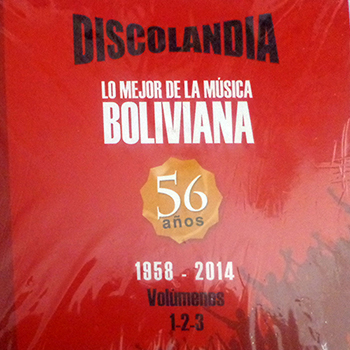 DISCOLANDIA
LO MEJOR DE LA MÚSICA
BOLIVIANA
56
años
1958 - 2014
Volúmenes
1-2-3